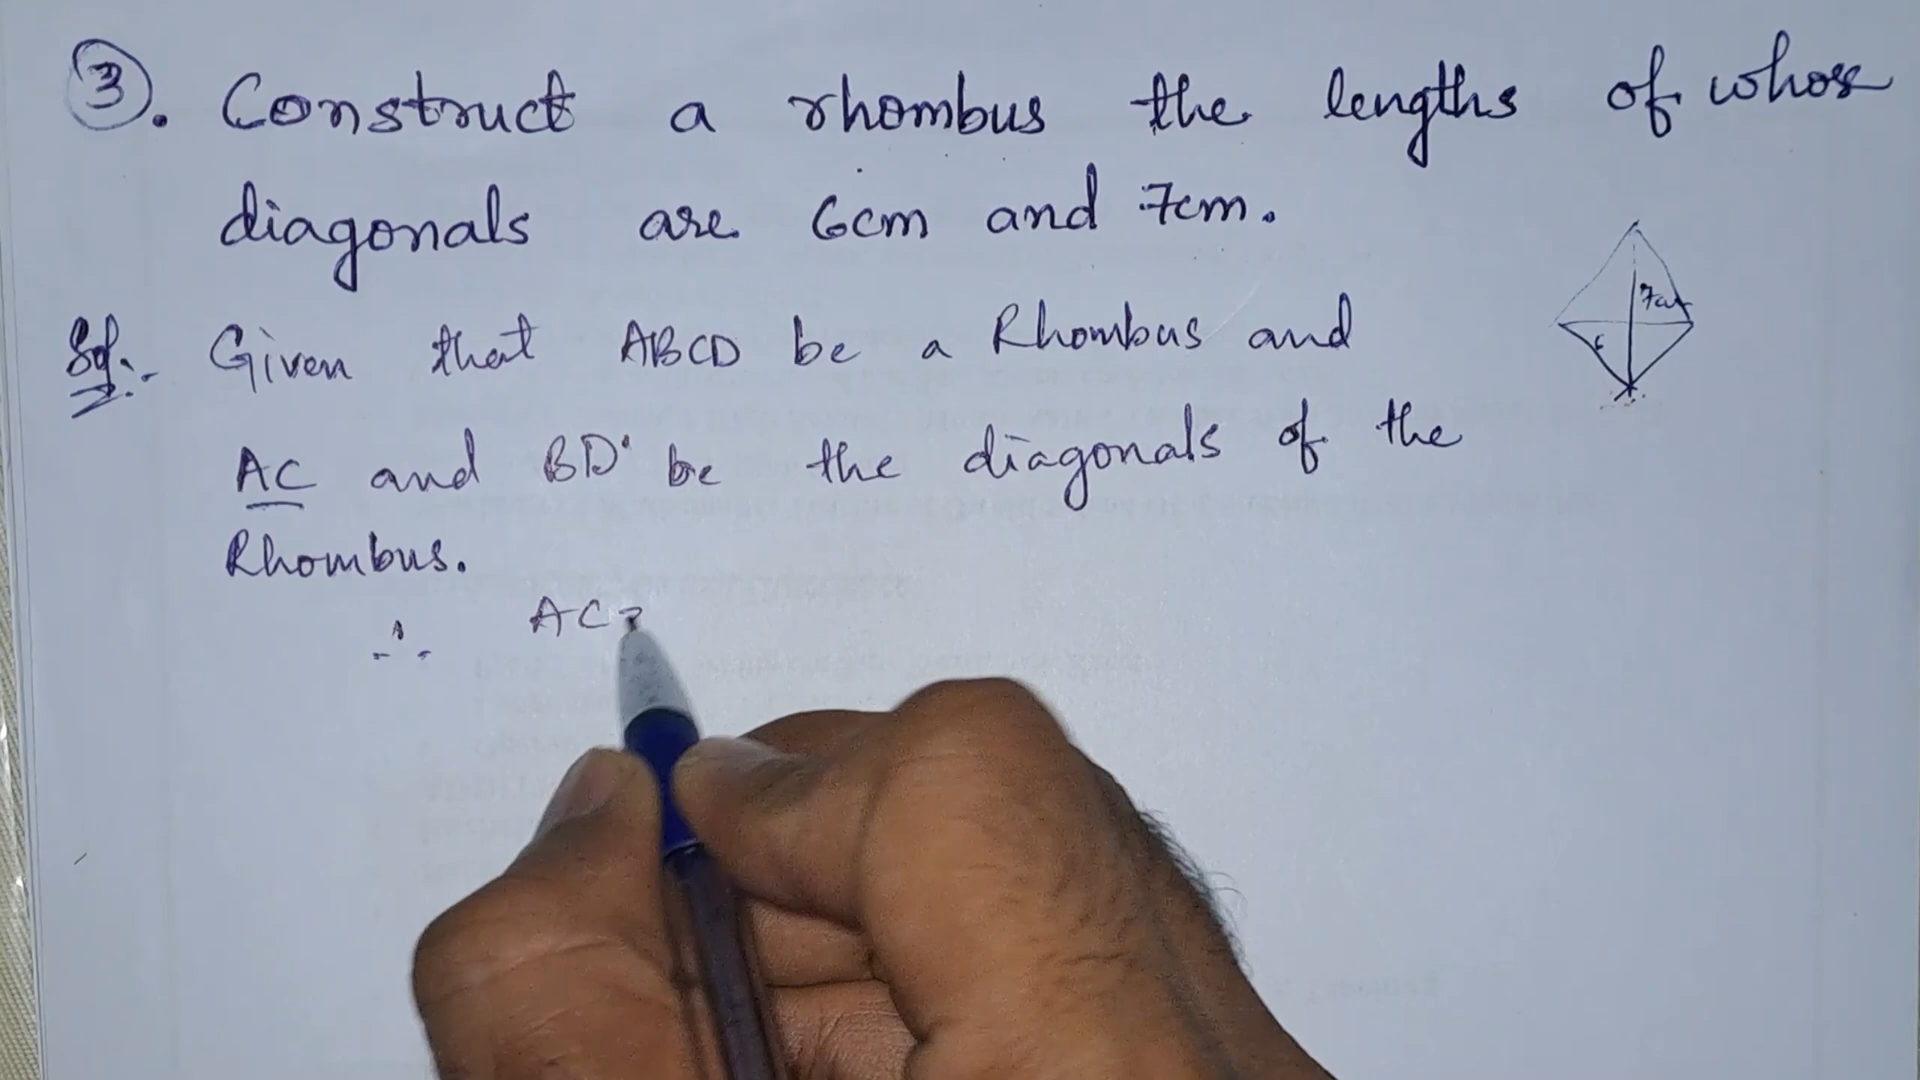 3. Construct a rhombus the lengths of whose
diagonals are 6cm and 7cm.
Sol:- Given that ABCD be a Rhombus and
AC and BD be the diagonals of the
Rhombus.
∴ AC =
7cm
6